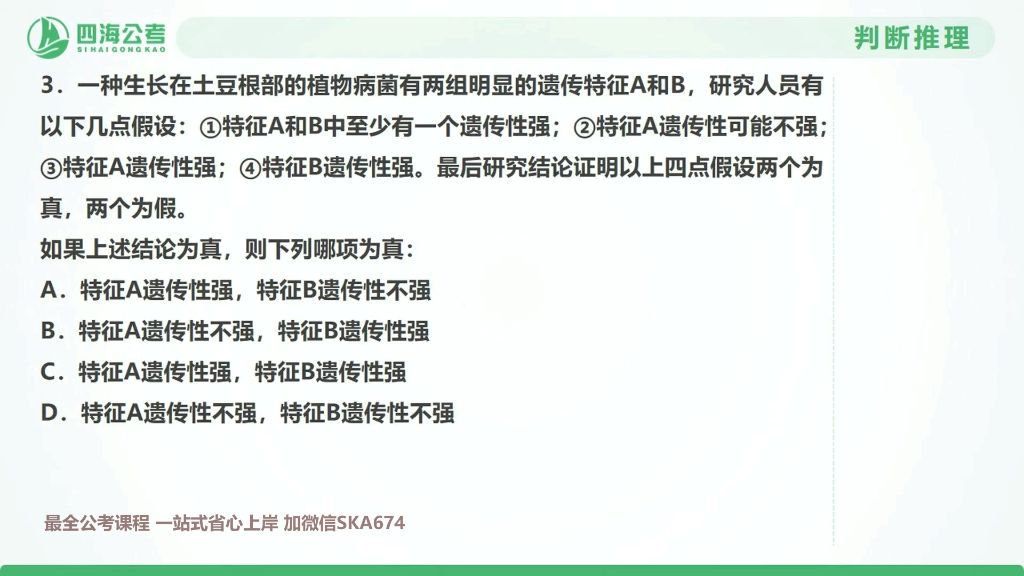 四海公考
SIHAIGONGKAO
判断推理
3．一种生长在土豆根部的植物病菌有两组明显的遗传特征A和B，研究人员有
以下几点假设：①特征A和B中至少有一个遗传性强；②特征A遗传性可能不强；
③特征A遗传性强；④特征B遗传性强。最后研究结论证明以上四点假设两个为
真，两个为假。
如果上述结论为真，则下列哪项为真：
A．特征A遗传性强，特征B遗传性不强
B．特征A遗传性不强，特征B遗传性强
C．特征A遗传性强，特征B遗传性强
D．特征A遗传性不强，特征B遗传性不强
最全公考课程 一站式省心上岸 加微信SKA674